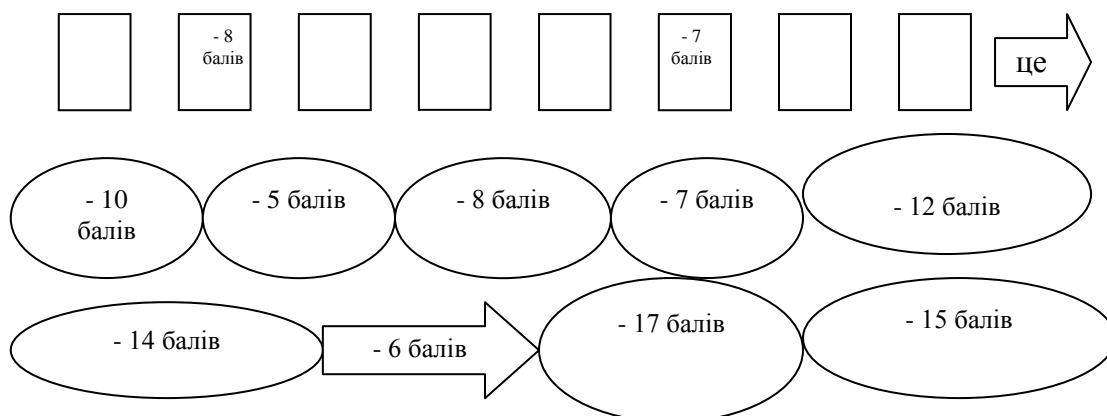 - 8
балів
- 7
балів
це
- 10
балів
- 5 балів
- 8 балів
- 7 балів
- 12 балів
- 14 балів
- 6 балів
- 17 балів
- 15 балів